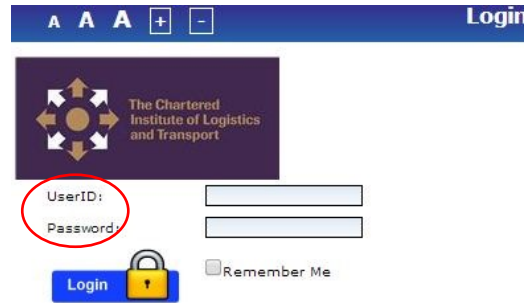 A A A + - Login
The Chartered
Institute of Logistics
and Transport
UserID:
Password:
Login Remember Me